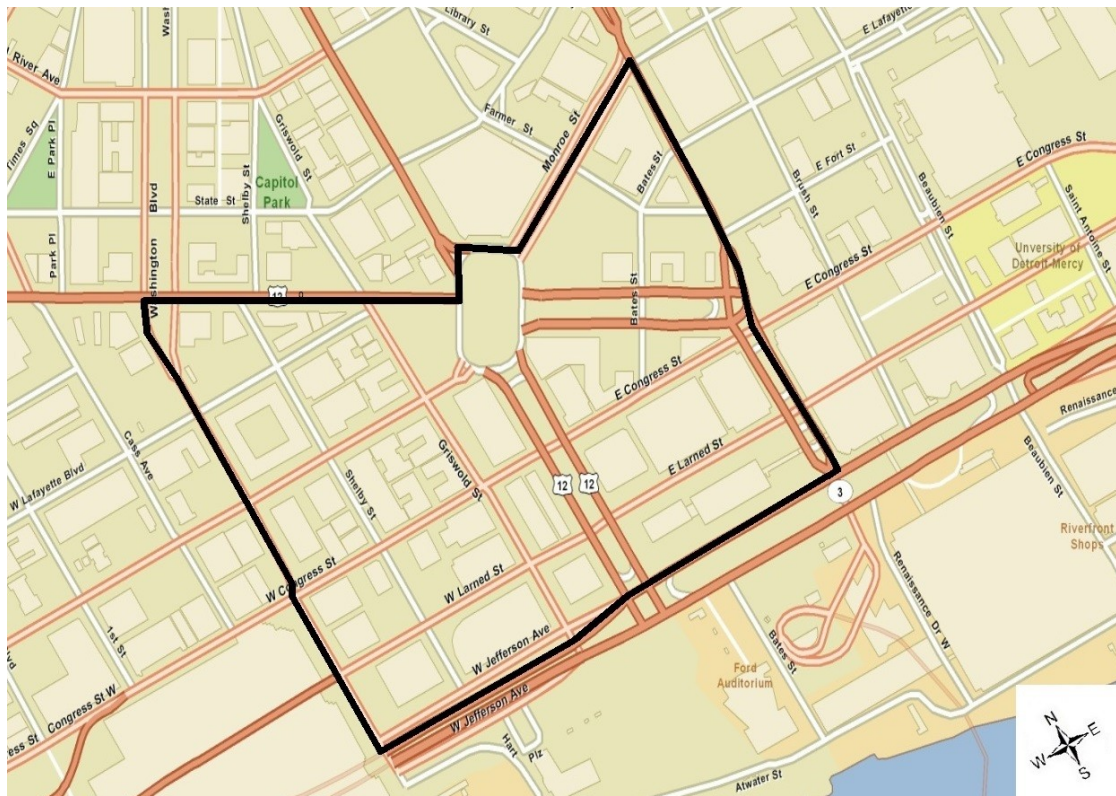 Library St
E Lafayette
River Ave
Times Sq
E Park Pl
Griswold St
Farmer St
Monroe St
Bates St
E Fort St
E Congress St
Brush St
Beaubien St
Saint Antoine St
Capitol
Park
Shelby St
State St
Washington Blvd
Park Pl
Unversity of
Detroit-Mercy
12
E Congress St
Bates St
E Congress St
Renaissance
Cass Ave
W Lafayette Blvd
Shelby St
Griswold St
E Larned St
Beaubien St
12
12
3
Riverfront
Shops
W Congress St
W Larned St
1st St
W Jefferson Ave
Renaissance Dr W
Bates St
Ford
Auditorium
Congress St W
W Jefferson Ave
Hart Plz
Atwater St
N
E
W
S